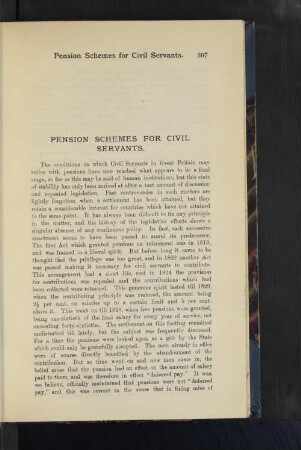 Pension Schemes for Civil Servants. 307
PENSION SCHEMES FOR CIVIL
SERVANTS.
The conditions on which Civil Servants in Great Britain may
retire with pensions have now reached what appears to be a final
stage, so far as this may be said of human institutions, but this state
of stability has only been arrived at after a vast amount of discussion
and repeated legislation. Past controversies in such matters are
lightly forgotten when a settlement has been attained, but they
retain a considerable interest for countries which have not attained
to the same point. It has always been difficult to fix any principle
in the matter, and the history of the legislative efforts shows a
singular absence of any continuous policy. In fact, each successive
enactment seems to have been passed to annul its predecessor.
The first Act which granted pensions on retirement was in 1810,
and was framed in a liberal spirit. But before long it came to be
thought that the privilege was too great, and in 1822 another Act
was passed making it necessary for civil servants to contribute.
This arrangement had a short life, and in 1824 the provision
for contributions was repealed and the contributions which had
been collected were returned. This generous spirit lasted till 1829,
when the contributing principle was restored, the amount being
2½ per cent. on salaries up to a certain limit and 5 per cent.
above it. This went on till 1859, when free pensions were granted,
being one-sixtieth of the final salary for every year of service, not
exceeding forty-sixtieths. The settlement on this footing remained
undisturbed till lately, but the subject was frequently discussed.
For a time the pensions were looked upon as a gift by the State
which could only be gratefully accepted. The men already in office
were of course directly benefited by the abandonment of the
contribution. But as time went on and new men came in, the
belief arose that the pension had an effect on the amount of salary
paid to them, and was therefore in effect "deferred pay." It was,
we believe, officially maintained that pensions were not "deferred
pay," and this was correct in the sense that in fixing rates of